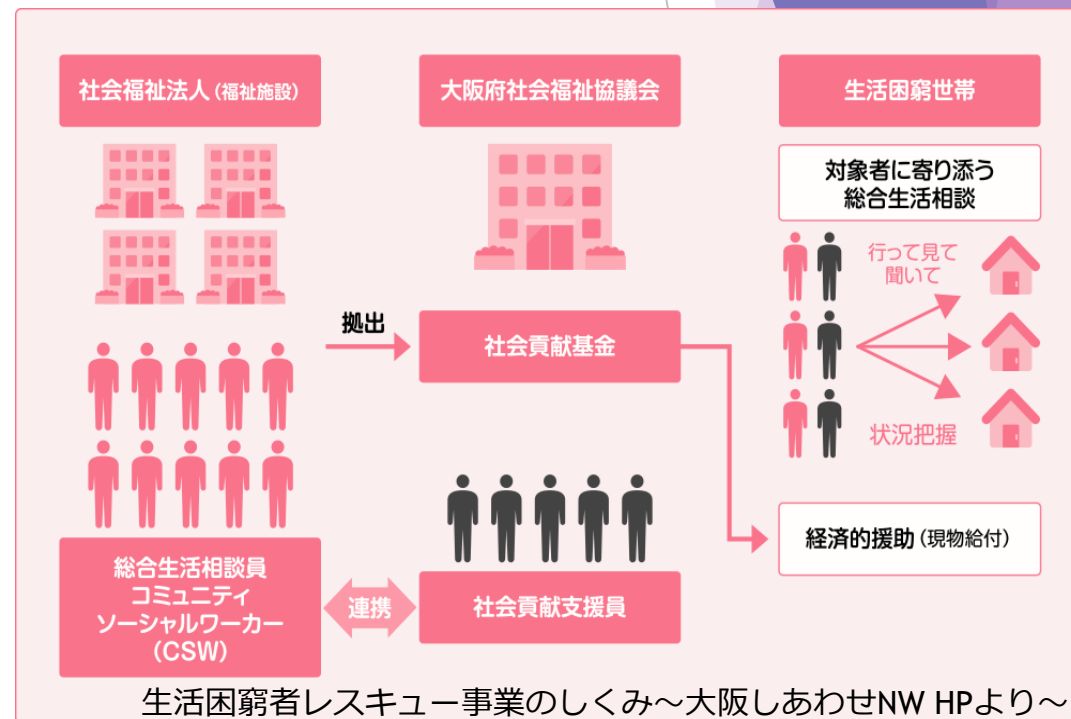 社会福祉法人(福祉施設)
大阪府社会福祉協議会
生活困窮世帯
対象者に寄り添う
総合生活相談
行って見て
聞いて
拠出
社会貢献基金
状況把握
経済的援助(現物給付)
総合生活相談員
コミュニティ
ソーシャルワーカー
(CSW)
連携
社会貢献支援員
生活困窮者レスキュー事業のしくみ～大阪しあわせNW HPより～